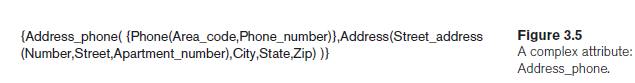 {Address_phone( {Phone(Area_code,Phone_number)},Address(Street_address
(Number,Street,Apartment_number),City,State,Zip) )}
Figure 3.5
A complex attribute:
Address_phone.